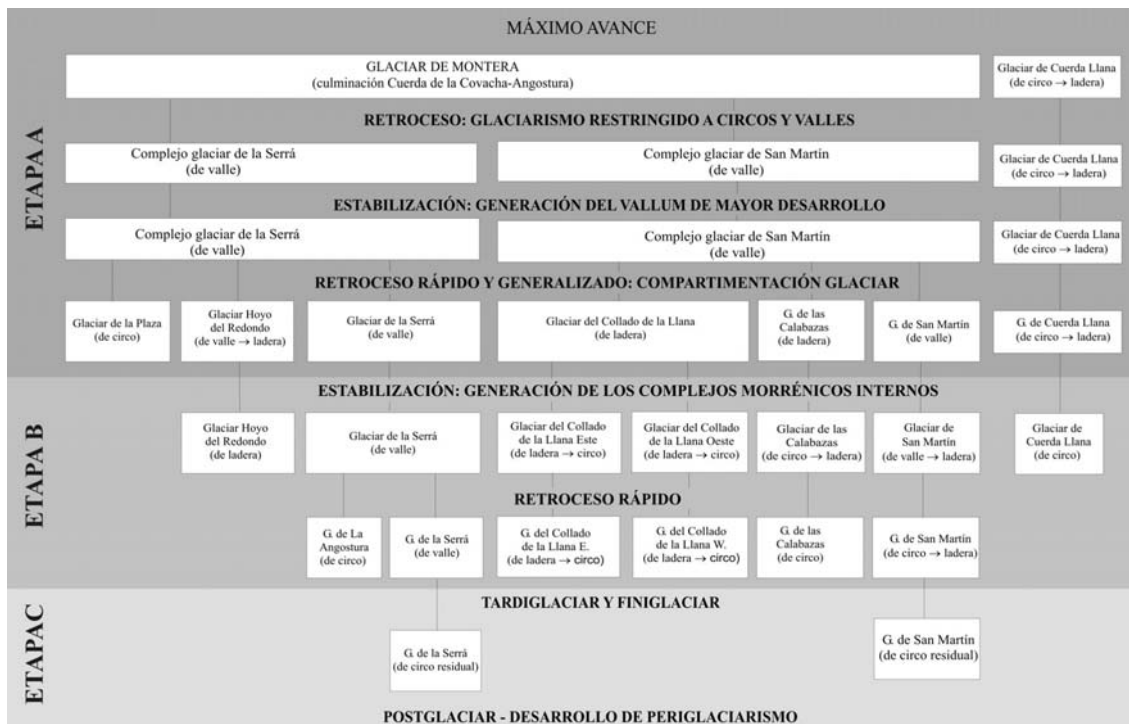 MÁXIMO AVANCE
ETAPA A
GLACIAR DE MONTERA
(culminación Cuerda de la Covacha-Angostura)
Glaciar de Cuerda Llana
(de circo → ladera)
RETROCESO: GLACIARISMO RESTRINGIDO A CIRCOS Y VALLES
Complejo glaciar de la Serrá
(de valle)
Complejo glaciar de San Martín
(de valle)
Glaciar de Cuerda Llana
(de circo → ladera)
ESTABILIZACIÓN: GENERACIÓN DEL VALLUM DE MAYOR DESARROLLO
Complejo glaciar de la Serrá
(de valle)
Complejo glaciar de San Martín
(de valle)
Glaciar de Cuerda Llana
(de circo → ladera)
RETROCESO RÁPIDO Y GENERALIZADO: COMPARTIMENTACIÓN GLACIAR
Glaciar de la Plaza
(de circo)
Glaciar Hoyo
del Redondo
(de valle → ladera)
Glaciar de la Serrá
(de valle)
Glaciar del Collado de la Llana
(de ladera)
G. de las
Calabazas
(de ladera)
G. de San Martín
(de valle)
G. de Cuerda Llana
(de circo → ladera)
ETAPA B
ESTABILIZACIÓN: GENERACIÓN DE LOS COMPLEJOS MORRÉNICOS INTERNOS
Glaciar Hoyo
del Redondo
(de ladera)
Glaciar de la Serrá
(de valle)
Glaciar del Collado
de la Llana Este
(de ladera → circo)
Glaciar del Collado
de la Llana Oeste
(de ladera → circo)
Glaciar de las
Calabazas
(de circo → ladera)
Glaciar de
San Martín
(de valle → ladera)
Glaciar de
Cuerda Llana
(de circo)
RETROCESO RÁPIDO
G. de La
Angostura
(de circo)
G. de la Serrá
(de valle)
G. del Collado
de la Llana E.
(de ladera → circo)
G. del Collado
de la Llana W.
(de ladera → circo)
G. de las
Calabazas
(de circo)
G. de San Martín
(de circo → ladera)
ETAPAC
TARDIGLACIAR Y FINIGLACIAR
G. de la Serrá
(de circo residual)
G. de San Martín
(de circo residual)
POSTGLACIAR - DESARROLLO DE PERIGLACIARISMO